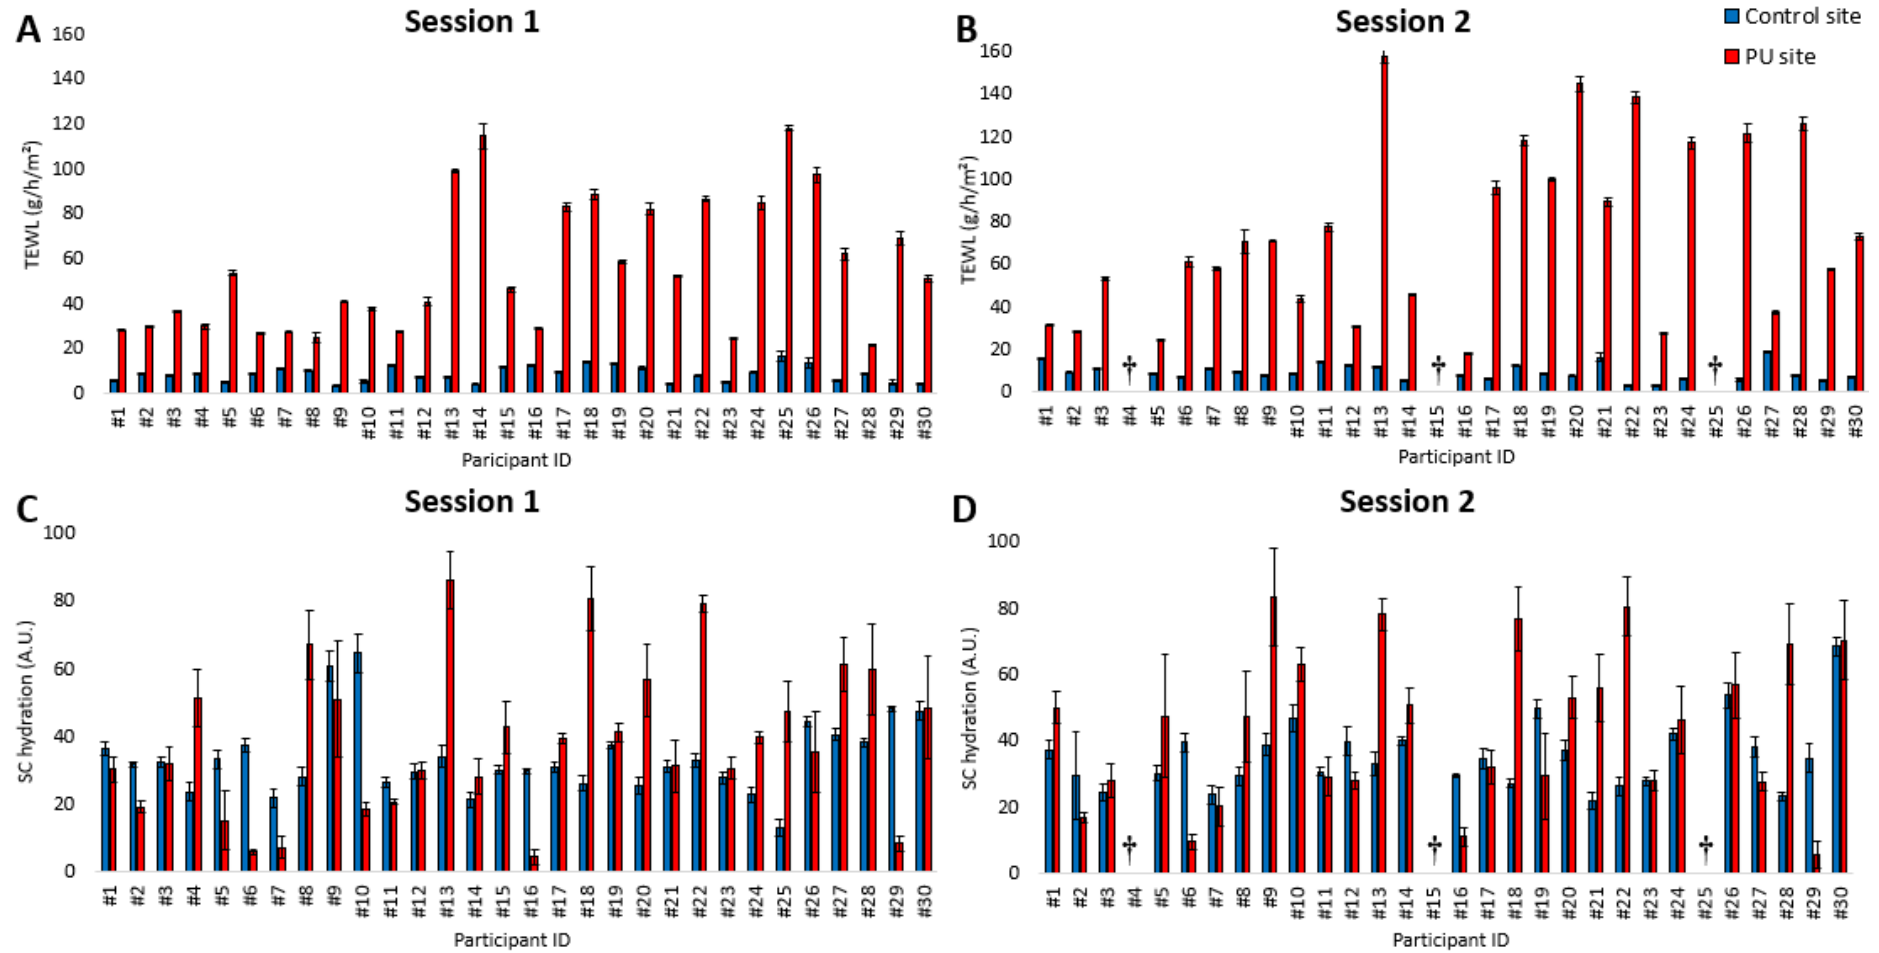 A
Session 1
160
140
120
100
80
60
40
20
0
TEWL (g/h/m²)
#1 #2 #3 #4 #5 #6 #7 #8 #9 #10 #11 #12 #13 #14 #15 #16 #17 #18 #19 #20 #21 #22 #23 #24 #25 #26 #27 #28 #29 #30
Paricipant ID
B
Session 2
Control site
PU site
160
140
120
100
80
60
40
20
0
TEWL (g/h/m²)
† † †
#1 #2 #3 #4 #5 #6 #7 #8 #9 #10 #11 #12 #13 #14 #15 #16 #17 #18 #19 #20 #21 #22 #23 #24 #25 #26 #27 #28 #29 #30
Participant ID
C
Session 1
100
80
60
40
20
0
SC hydration (A.U.)
#1 #2 #3 #4 #5 #6 #7 #8 #9 #10 #11 #12 #13 #14 #15 #16 #17 #18 #19 #20 #21 #22 #23 #24 #25 #26 #27 #28 #29 #30
Participant ID
D
Session 2
100
80
60
40
20
0
SC hydration (A.U.)
† † †
#1 #2 #3 #4 #5 #6 #7 #8 #9 #10 #11 #12 #13 #14 #15 #16 #17 #18 #19 #20 #21 #22 #23 #24 #25 #26 #27 #28 #29 #30
Participant ID